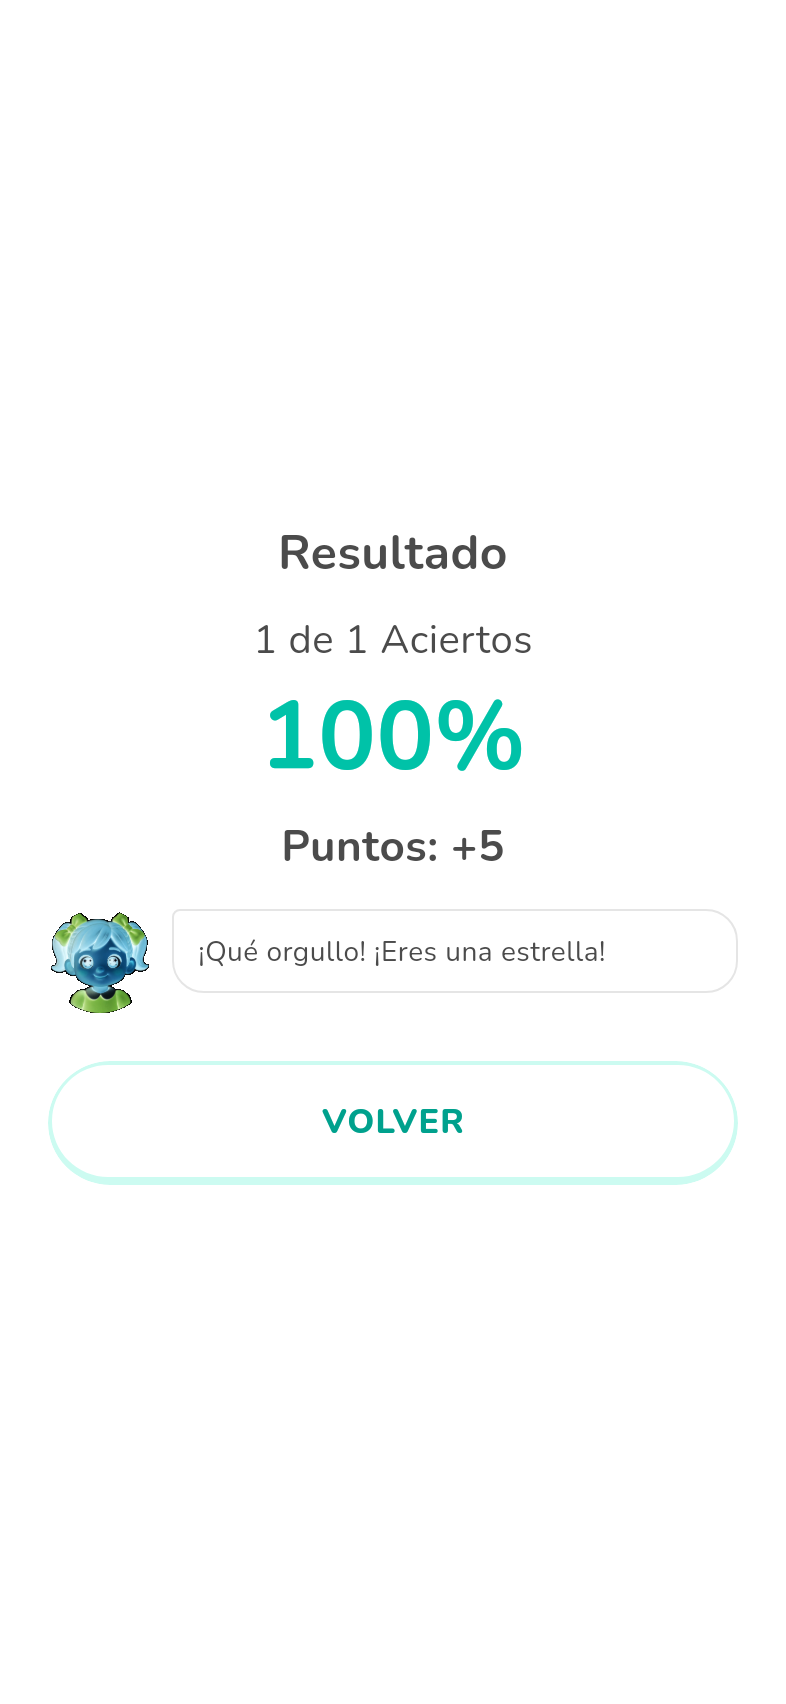 Resultado
1 de 1 Aciertos
100%
Puntos: +5
¡Qué orgullo! ¡Eres una estrella!
VOLVER